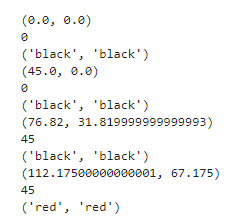 (0.0, 0.0)
0
('black', 'black')
(45.0, 0.0)
0
('black', 'black')
(76.82, 31.819999999999993)
45
('black', 'black')
(112.17500000000001, 67.175)
45
('red', 'red')